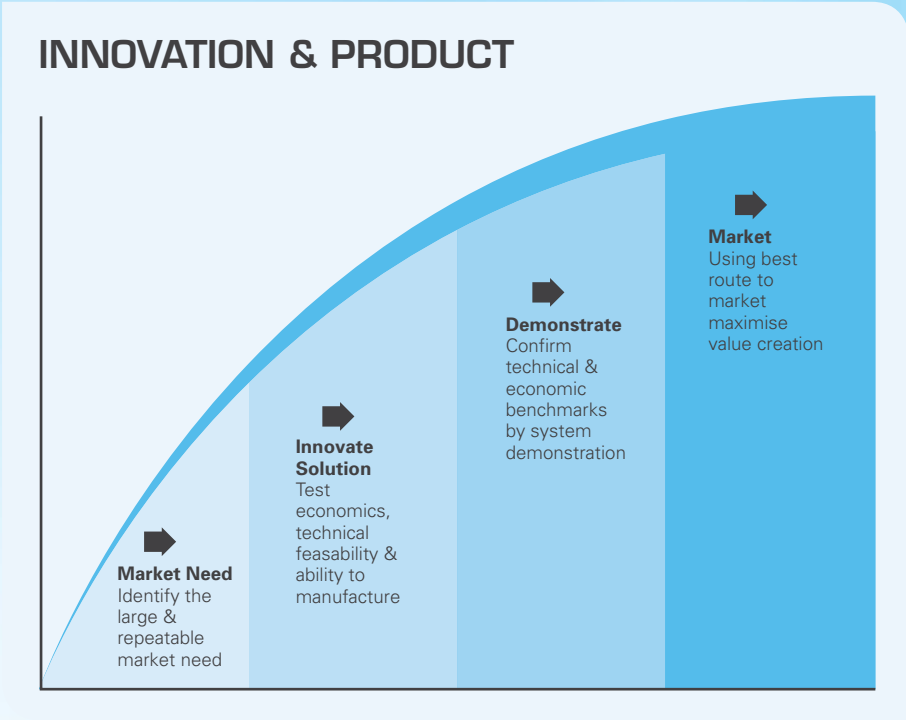 INNOVATION & PRODUCT
Market Need
Identify the
large &
repeatable
market need
Innovate
Solution
Test
economics,
technical
feasability &
ability to
manufacture
Demonstrate
Confirm
technical &
economic
benchmarks
by system
demonstration
Market
Using best
route to
market
maximise
value creation